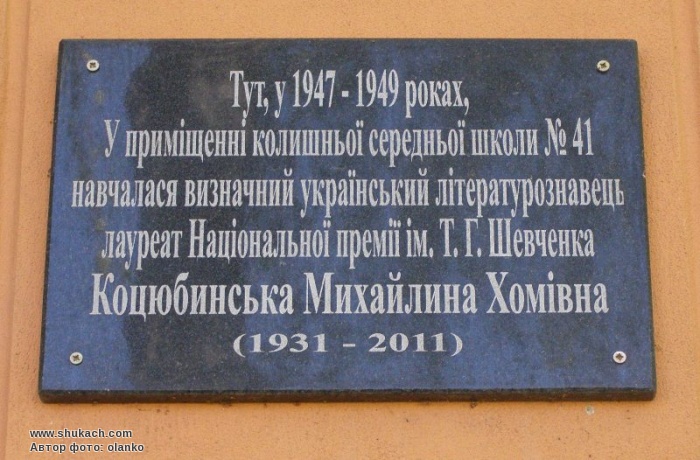 Тут, у 1947 - 1949 роках,
У приміщенні колишньої середньої школи № 41
навчалася визначний український літературознавець
лауреат Національної премії ім. Т. Г. Шевченка
Коцюбинська Михайлина Хомівна
(1931 - 2011)
www.shukach.com
Автор фото: olanko